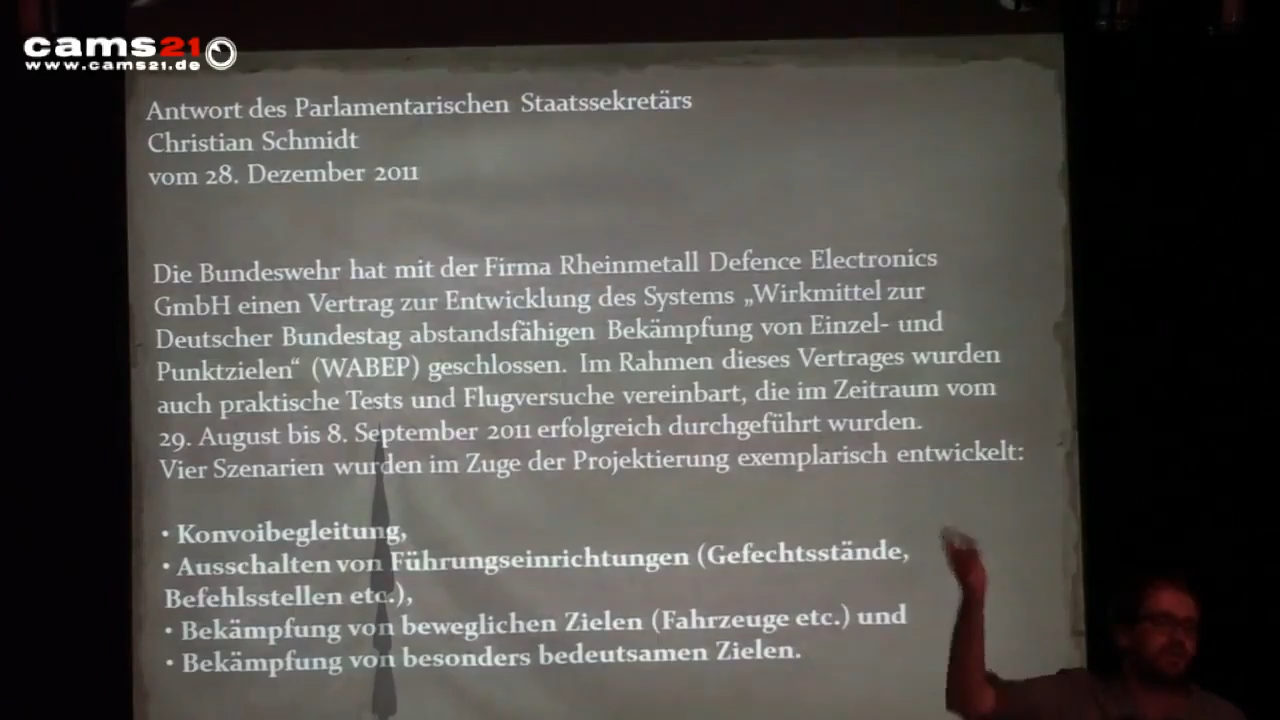 cams21
www.cams21.de
Antwort des Parlamentarischen Staatssekretärs
Christian Schmidt
vom 28. Dezember 2011
Die Bundeswehr hat mit der Firma Rheinmetall Defence Electronics
GmbH einen Vertrag zur Entwicklung des Systems „Wirkmittel zur
Deutscher Bundestag abstandsfähigen Bekämpfung von Einzel- und
Punktzielen“ (WABEP) geschlossen. Im Rahmen dieses Vertrages wurden
auch praktische Tests und Flugversuche vereinbart, die im Zeitraum vom
29. August bis 8. September 2011 erfolgreich durchgeführt wurden.
Vier Szenarien wurden im Zuge der Projektierung exemplarisch entwickelt:
• Konvoibegleitung,
• Ausschalten von Führungseinrichtungen (Gefechtsstände,
Befehlsstellen etc.),
• Bekämpfung von beweglichen Zielen (Fahrzeuge etc.) und
• Bekämpfung von besonders bedeutsamen Zielen.